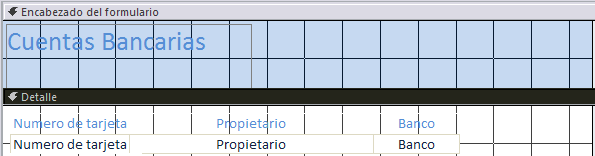 Encabezado del formulario
Cuentas Bancarias
Detalle
Numero de tarjeta Propietario Banco
Numero de tarjeta Propietario Banco